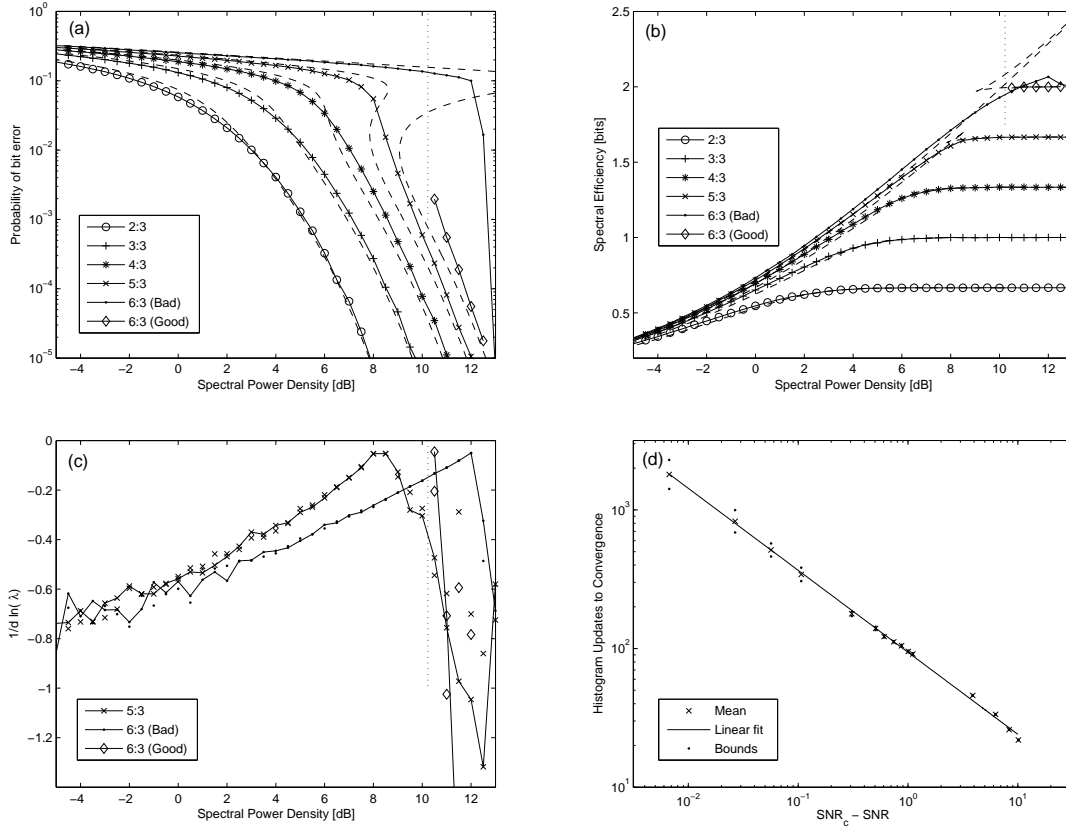 (a)
10^0
10^-1
10^-2
10^-3
10^-4
10^-5
Probability of bit error
2:3
3:3
4:3
5:3
6:3 (Bad)
6:3 (Good)
−4 −2 0 2 4 6 8 10 12
Spectral Power Density [dB]
(b)
2.5
2
1.5
1
0.5
Spectral Efficiency [bits]
2:3
3:3
4:3
5:3
6:3 (Bad)
6:3 (Good)
−4 −2 0 2 4 6 8 10 12
Spectral Power Density [dB]
(c)
0
−0.2
−0.4
−0.6
−0.8
−1
−1.2
1/d ln( λ)
5:3
6:3 (Bad)
6:3 (Good)
−4 −2 0 2 4 6 8 10 12
Spectral Power Density [dB]
(d)
10^3
10^2
10^1
Histogram Updates to Convergence
Mean
Linear fit
Bounds
10^-2 10^-1 10^0 10^1
SNR_c − SNR